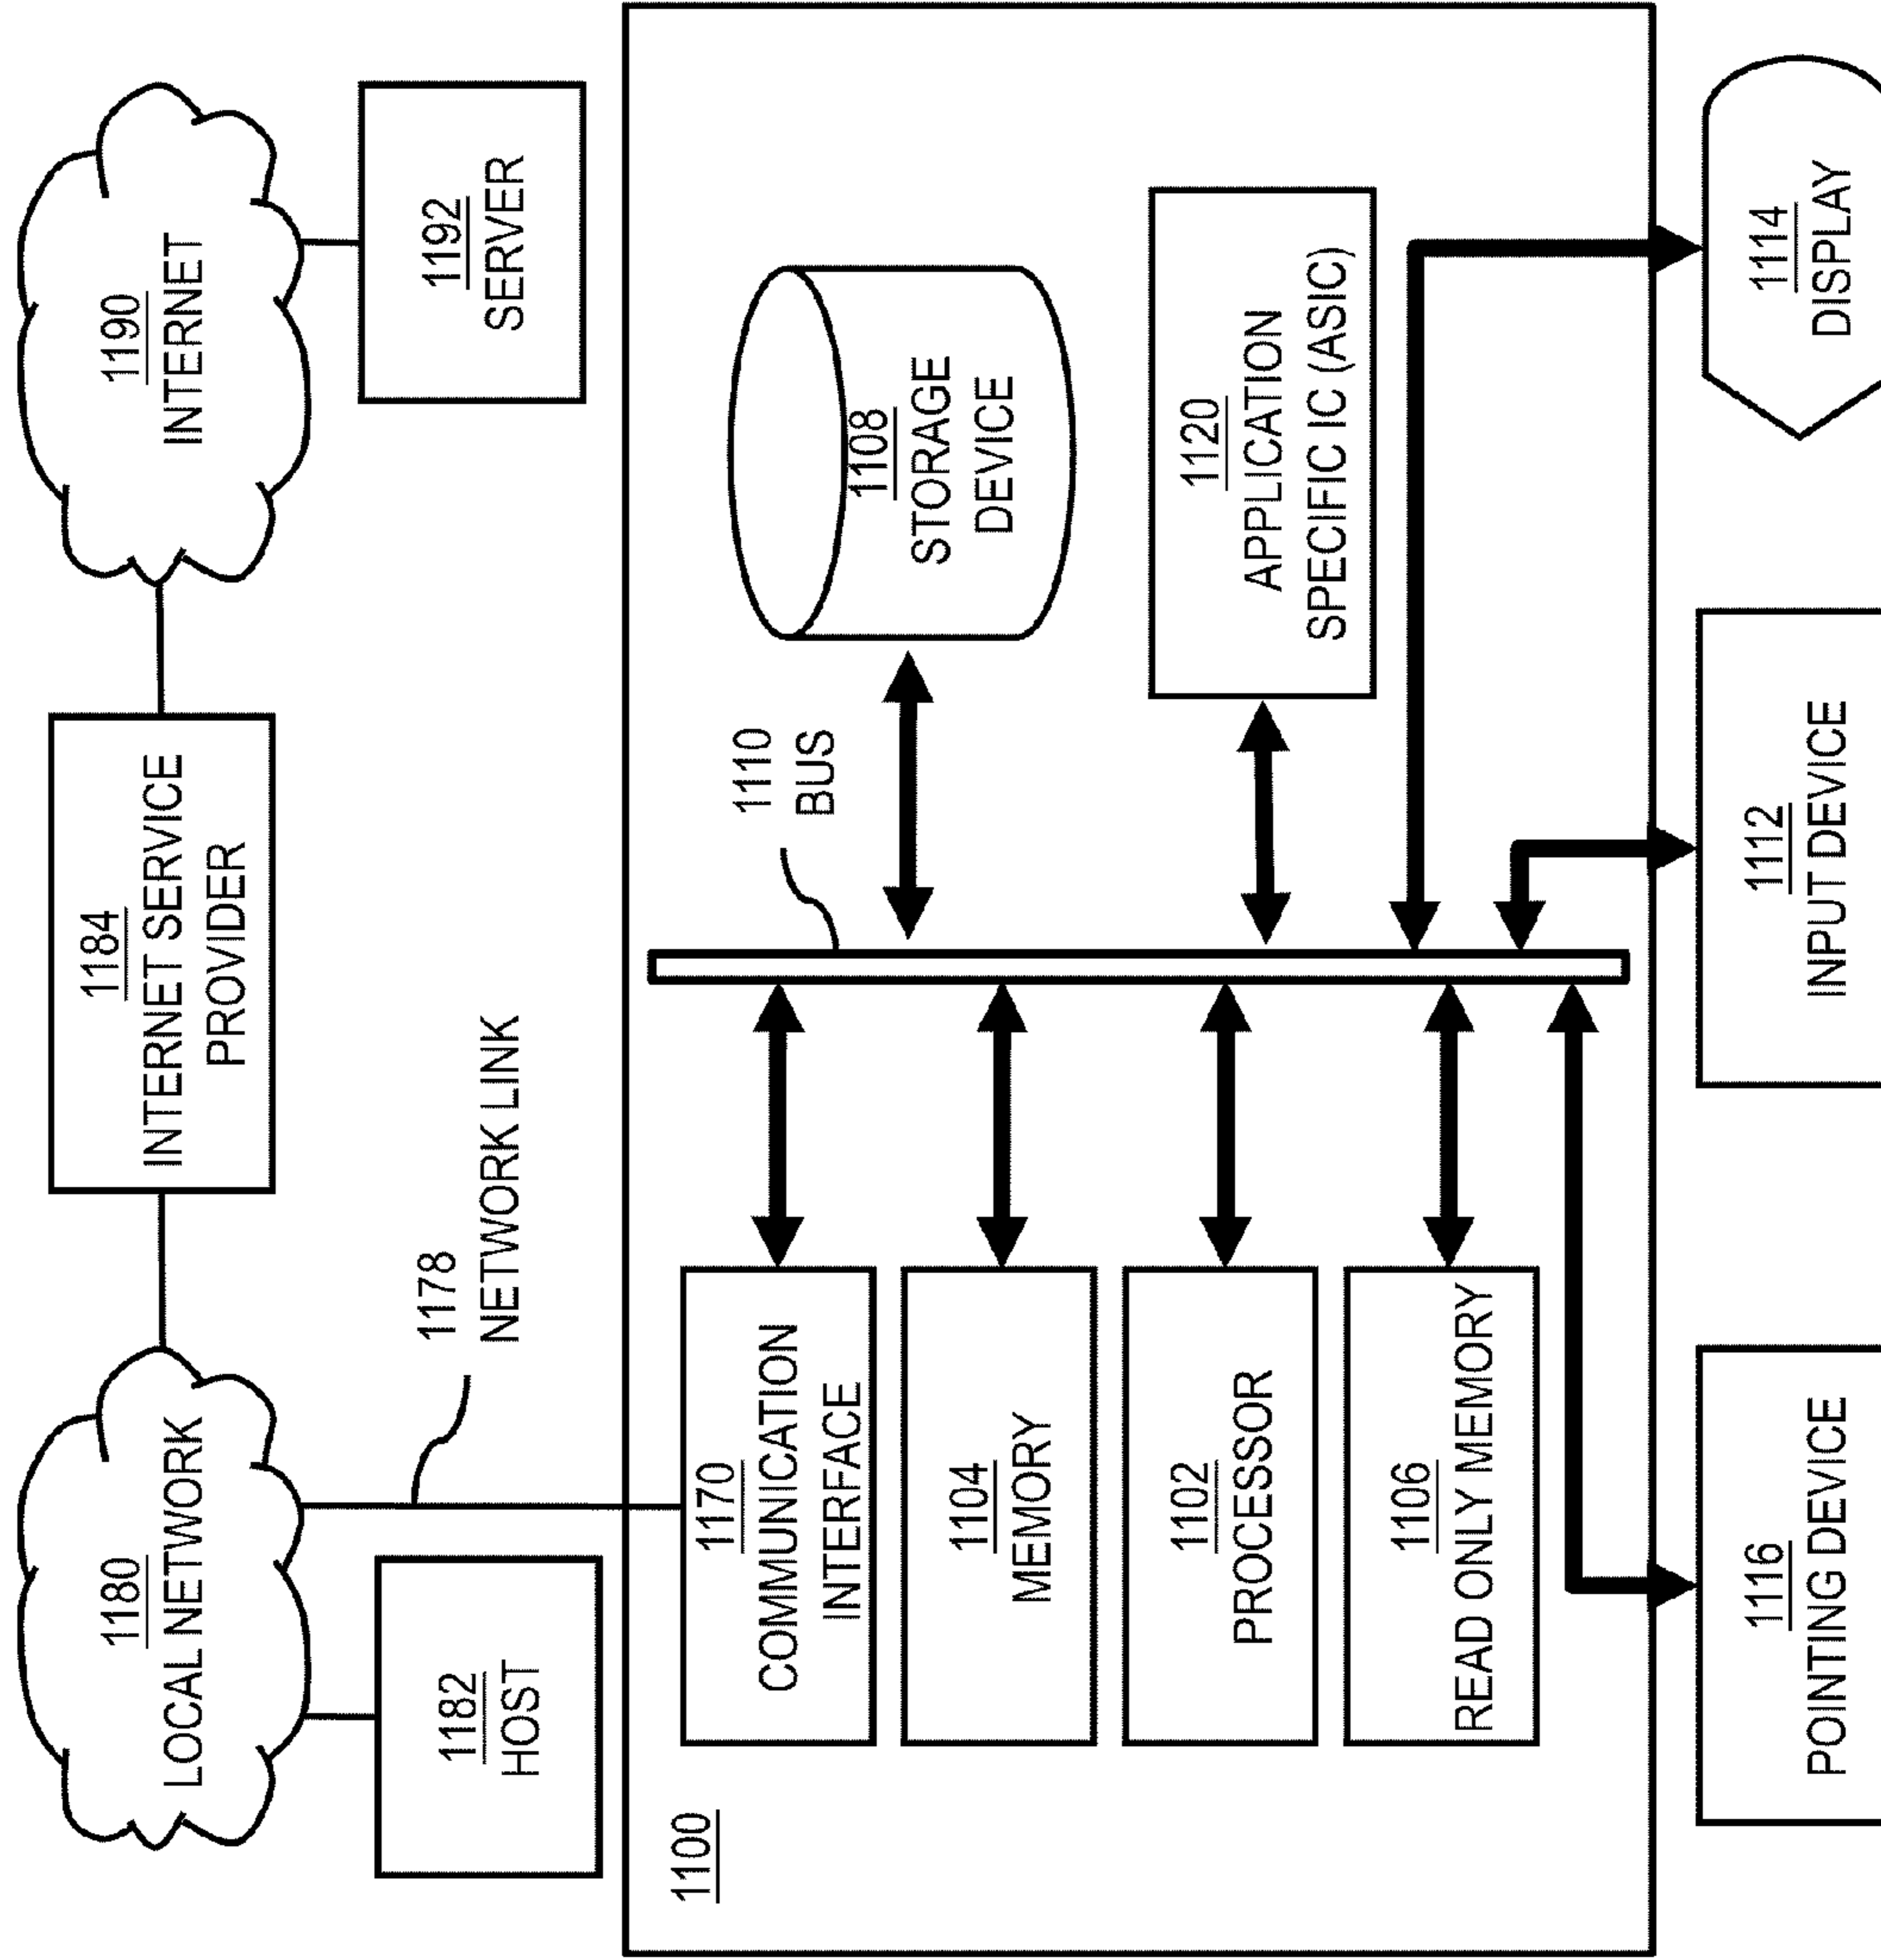 1180
LOCAL NETWORK
1184
INTERNET SERVICE
PROVIDER
1190
INTERNET
1182
HOST
1178
NETWORK LINK
1192
SERVER
1100
1170
COMMUNICATION
INTERFACE
1110
BUS
1108
STORAGE
DEVICE
1104
MEMORY
1102
PROCESSOR
1120
APPLICATION
SPECIFIC IC (ASIC)
1106
READ ONLY MEMORY
1116
POINTING DEVICE
1112
INPUT DEVICE
1114
DISPLAY